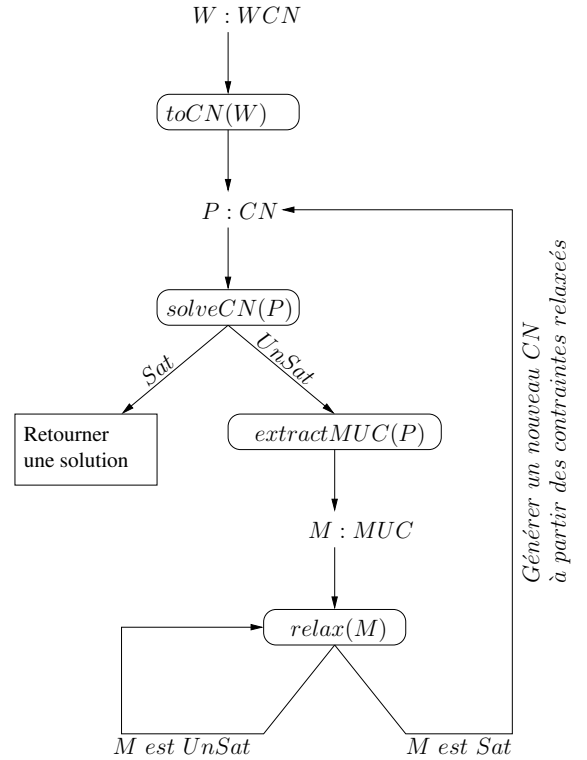 W : WCN
toCN(W)
P : CN
solveCN(P)
Sat
UnSat
Retourner
une solution
extractMUC(P)
M : MUC
relax(M)
M est UnSat
M est Sat
Générer un nouveau CN
à partir des contraintes relaxeés